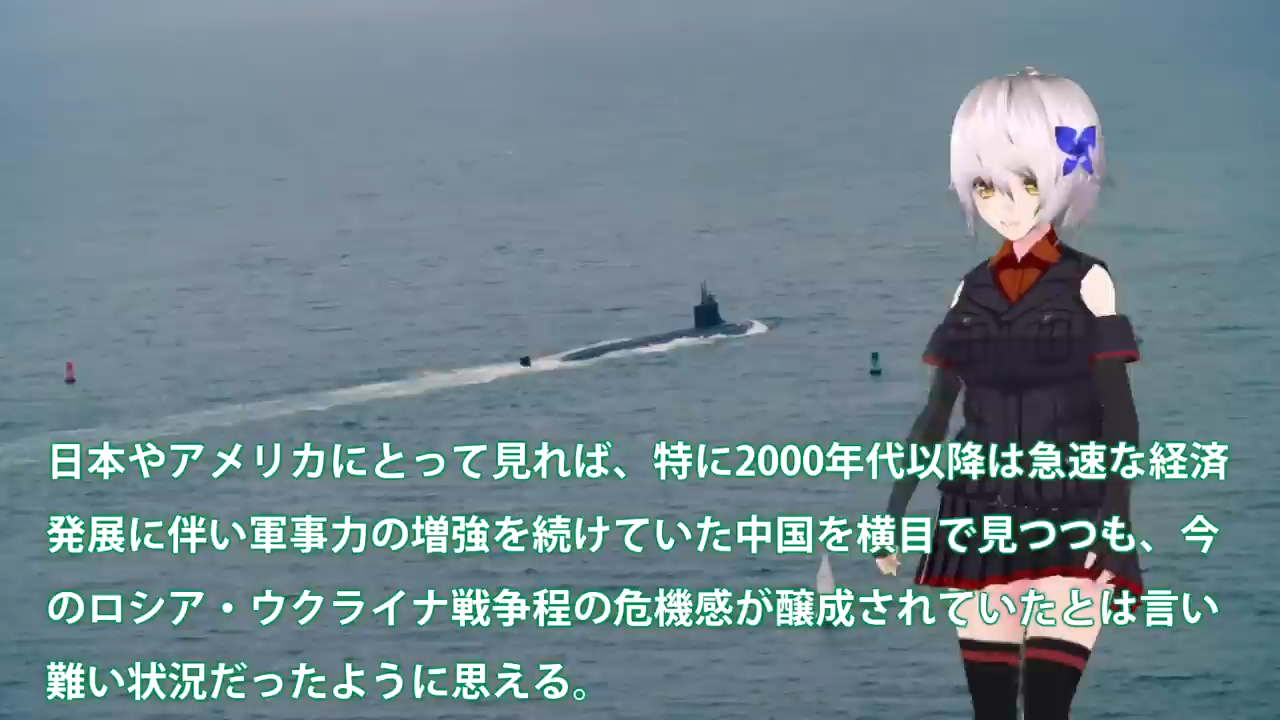 日本やアメリカにとって見れば、特に2000年代以降は急速な経済
発展に伴い軍事力の増強を続けていた中国を横目で見つつも、今
のロシア・ウクライナ戦争程の危機感が醸成されていたとは言い
難い状況だったように思える。